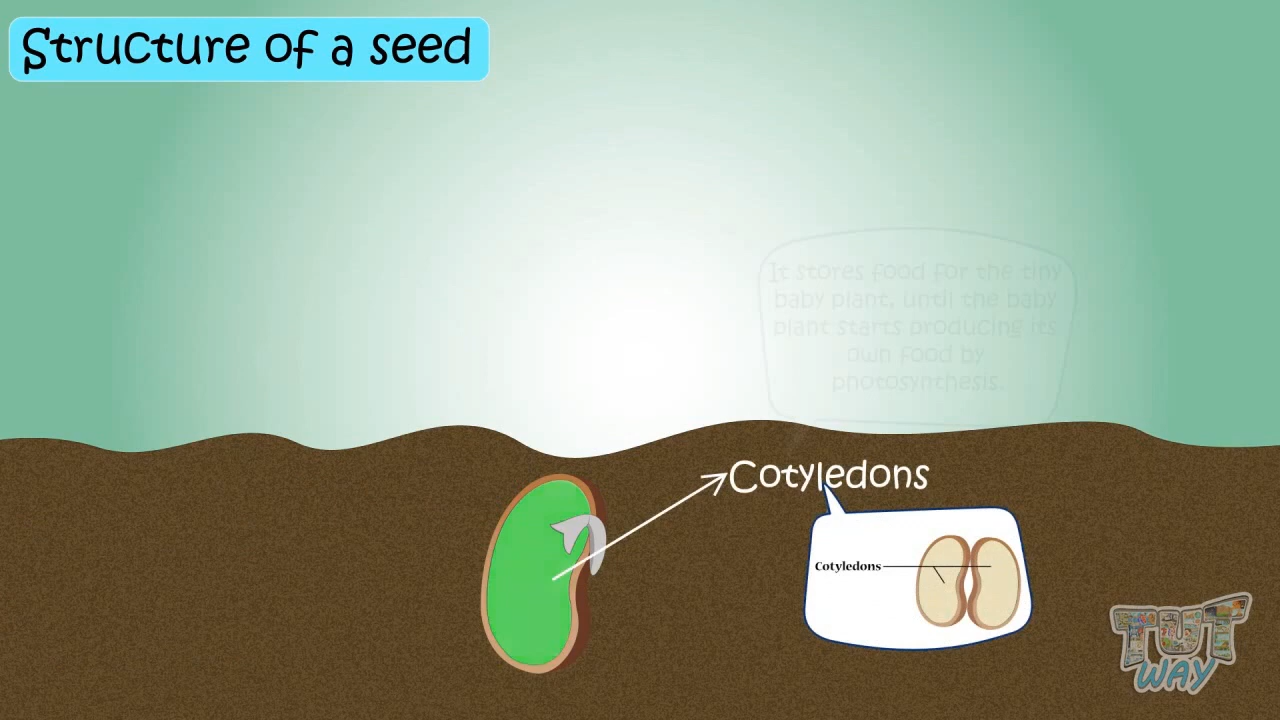 Structure of a seed
It stores food for the tiny
baby plant, until the baby
plant starts producing its
own food by
photosynthesis.
Cotyledons
Cotyledons
TUT
WAY